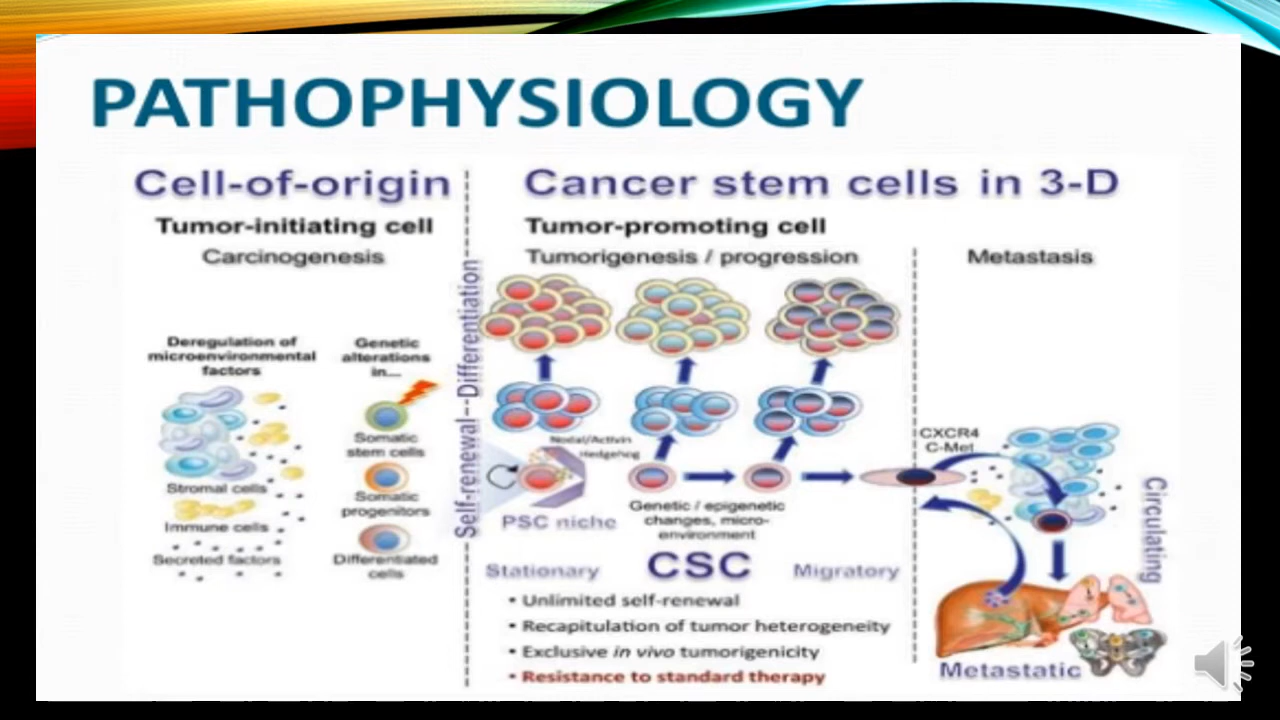 PATHOPHYSIOLOGY
Cell-of-origin
Tumor-initiating cell
Carcinogenesis
Deregulation of
microenvironmental
factors
Stromal cells
Immune cells
Secreted factors
Genetic
alterations
in...
Somatic
stem cells
Somatic
progenitors
Differentiated
cells
Self-renewal--Differentiation
Cancer stem cells in 3-D
Tumor-promoting cell
Tumorigenesis / progression
Nodal/Activin
Hedgehog
PSC niche
Genetic / epigenetic
changes, micro-
environment
Stationary
CSC
Migratory
• Unlimited self-renewal
• Recapitulation of tumor heterogeneity
• Exclusive in vivo tumorigenicity
• Resistance to standard therapy
Metastasis
CXCR4
C-Met
Circulating
Metastatic